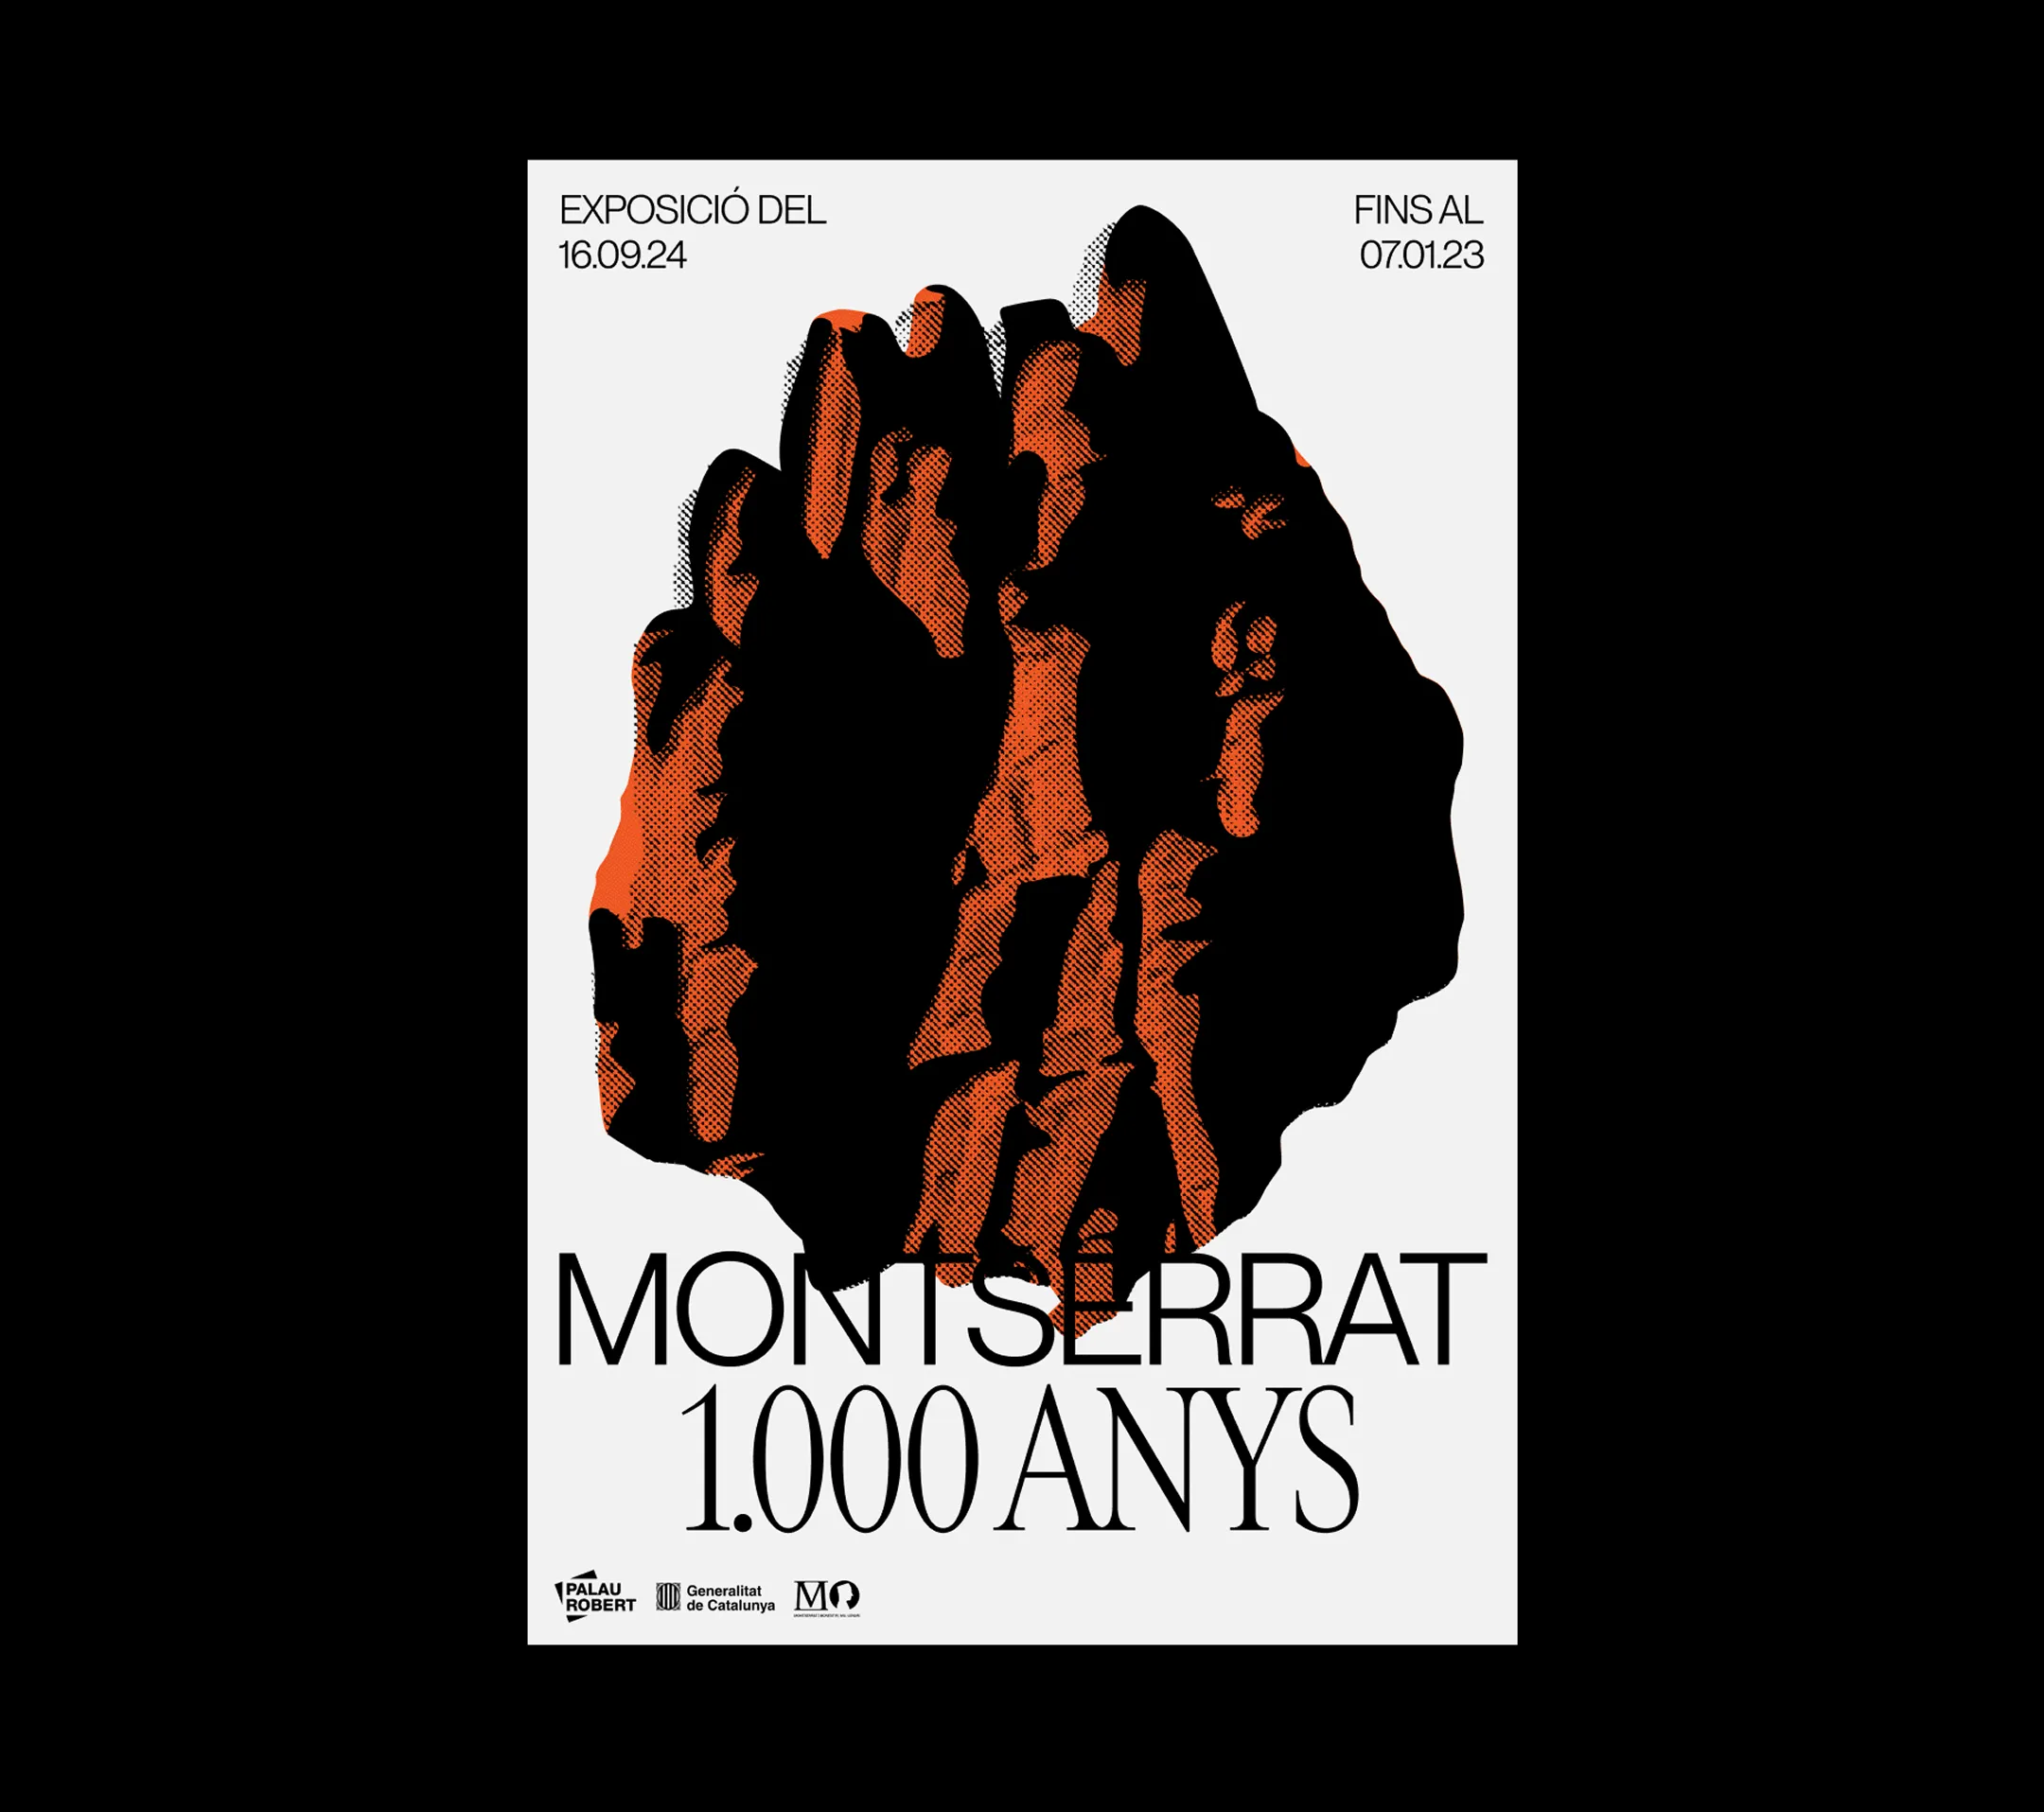 EXPOSICIÓ DEL
16.09.24
FINS AL
07.01.23
MONTSERRAT
1.000 ANYS
PALAU
ROBERT
Generalitat
de Catalunya
M